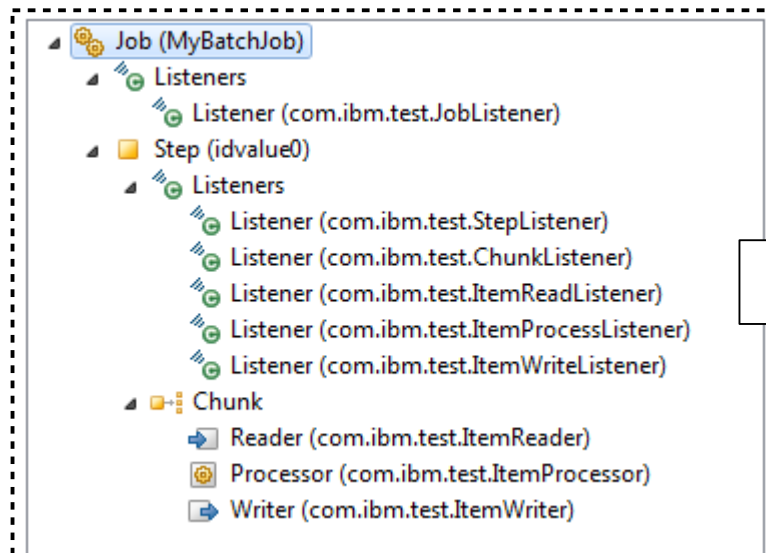 Job (MyBatchJob)
Listeners
Listener (com.ibm.test.JobListener)
Step (idvalue0)
Listeners
Listener (com.ibm.test.StepListener)
Listener (com.ibm.test.ChunkListener)
Listener (com.ibm.test.ItemReadListener)
Listener (com.ibm.test.ItemProcessListener)
Listener (com.ibm.test.ItemWriteListener)
Chunk
Reader (com.ibm.test.ItemReader)
Processor (com.ibm.test.ItemProcessor)
Writer (com.ibm.test.ItemWriter)